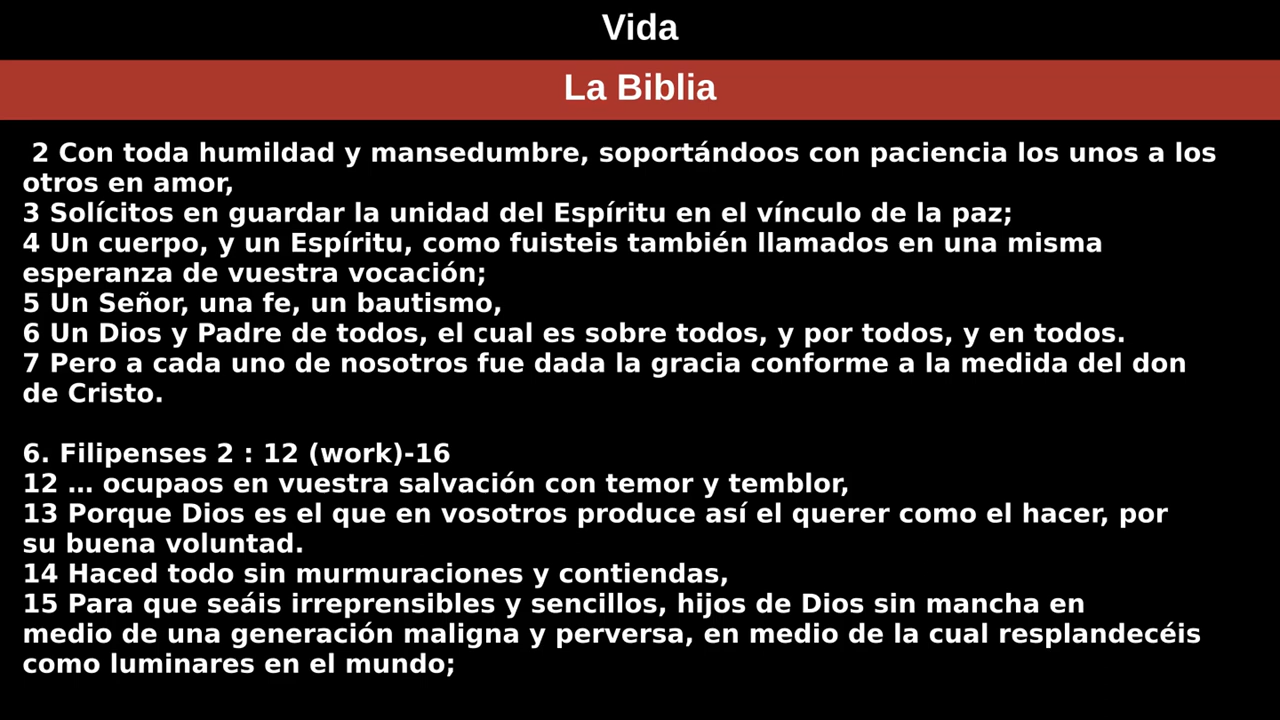 Vida
La Biblia
2 Con toda humildad y mansedumbre, soportándoos con paciencia los unos a los
otros en amor,
3 Solícitos en guardar la unidad del Espíritu en el vínculo de la paz;
4 Un cuerpo, y un Espíritu, como fuisteis también llamados en una misma
esperanza de vuestra vocación;
5 Un Señor, una fe, un bautismo,
6 Un Dios y Padre de todos, el cual es sobre todos, y por todos, y en todos.
7 Pero a cada uno de nosotros fue dada la gracia conforme a la medida del don
de Cristo.
6. Filipenses 2 : 12 (work)-16
12 … ocupaos en vuestra salvación con temor y temblor,
13 Porque Dios es el que en vosotros produce así el querer como el hacer, por
su buena voluntad.
14 Haced todo sin murmuraciones y contiendas,
15 Para que seáis irreprensibles y sencillos, hijos de Dios sin mancha en
medio de una generación maligna y perversa, en medio de la cual resplandecéis
como luminares en el mundo;